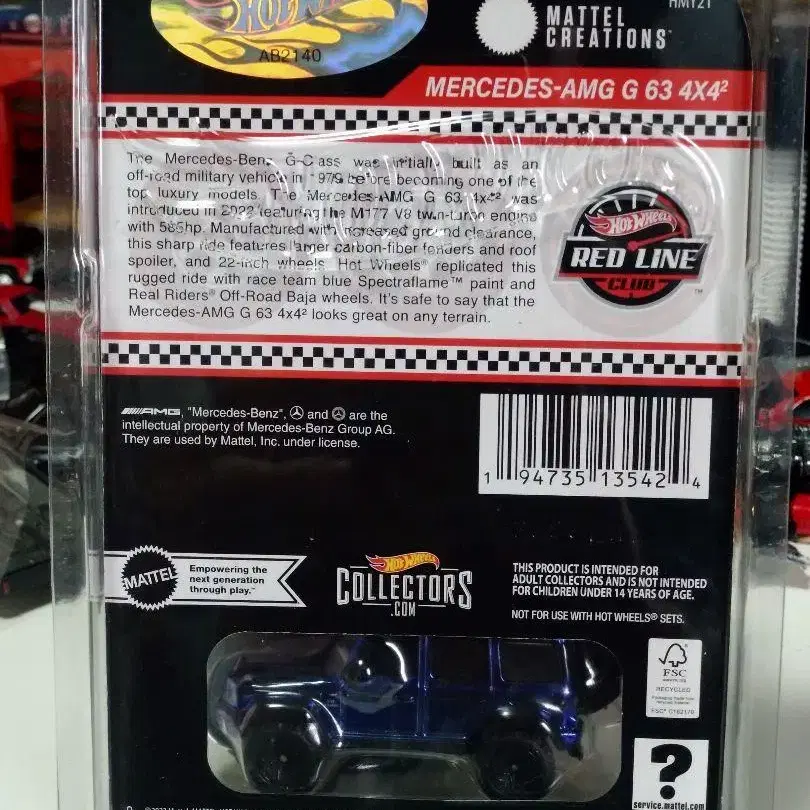 HOT WHEELS
AB2140
MATTEL
CREATIONS™
HMY21
MERCEDES-AMG G 63 4X4²
The Mercedes-Benz G-Class was initially built as an
off-road military vehicle in 1979 before becoming one of the
top luxury models. The Mercedes-AMG G 63 4x4² was
introduced in 2022 featuring the M177 V8 twin-turbo engine
with 585hp. Manufactured with increased ground clearance,
this sharp ride features larger carbon-fiber fenders and roof
spoiler, and 22-inch wheels. Hot Wheels® replicated this
rugged ride with race team blue Spectraflame™ paint and
Real Riders® Off-Road Baja wheels. It's safe to say that the
Mercedes-AMG G 63 4x4² looks great on any terrain.
HOT WHEELS
RED LINE
CLUB™
AMG, "Mercedes-Benz", and are the
intellectual property of Mercedes-Benz Group AG.
They are used by Mattel, Inc. under license.
1 94735 13542 4
MATTEL
Empowering the
next generation
through play.™
HOT WHEELS
COLLECTORS
.COM
THIS PRODUCT IS INTENDED FOR
ADULT COLLECTORS AND IS NOT INTENDED
FOR CHILDREN UNDER 14 YEARS OF AGE.
NOT FOR USE WITH HOT WHEELS® SETS.
FSC
RECYCLED
?
service.mattel.com